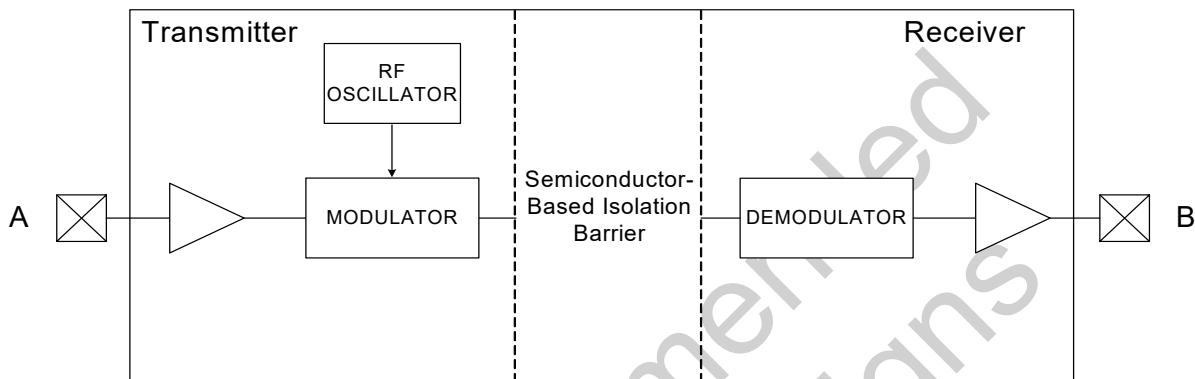 Transmitter
Receiver
RF
OSCILLATOR
A
MODULATOR
Semiconductor-
Based Isolation
Barrier
DEMODULATOR
B